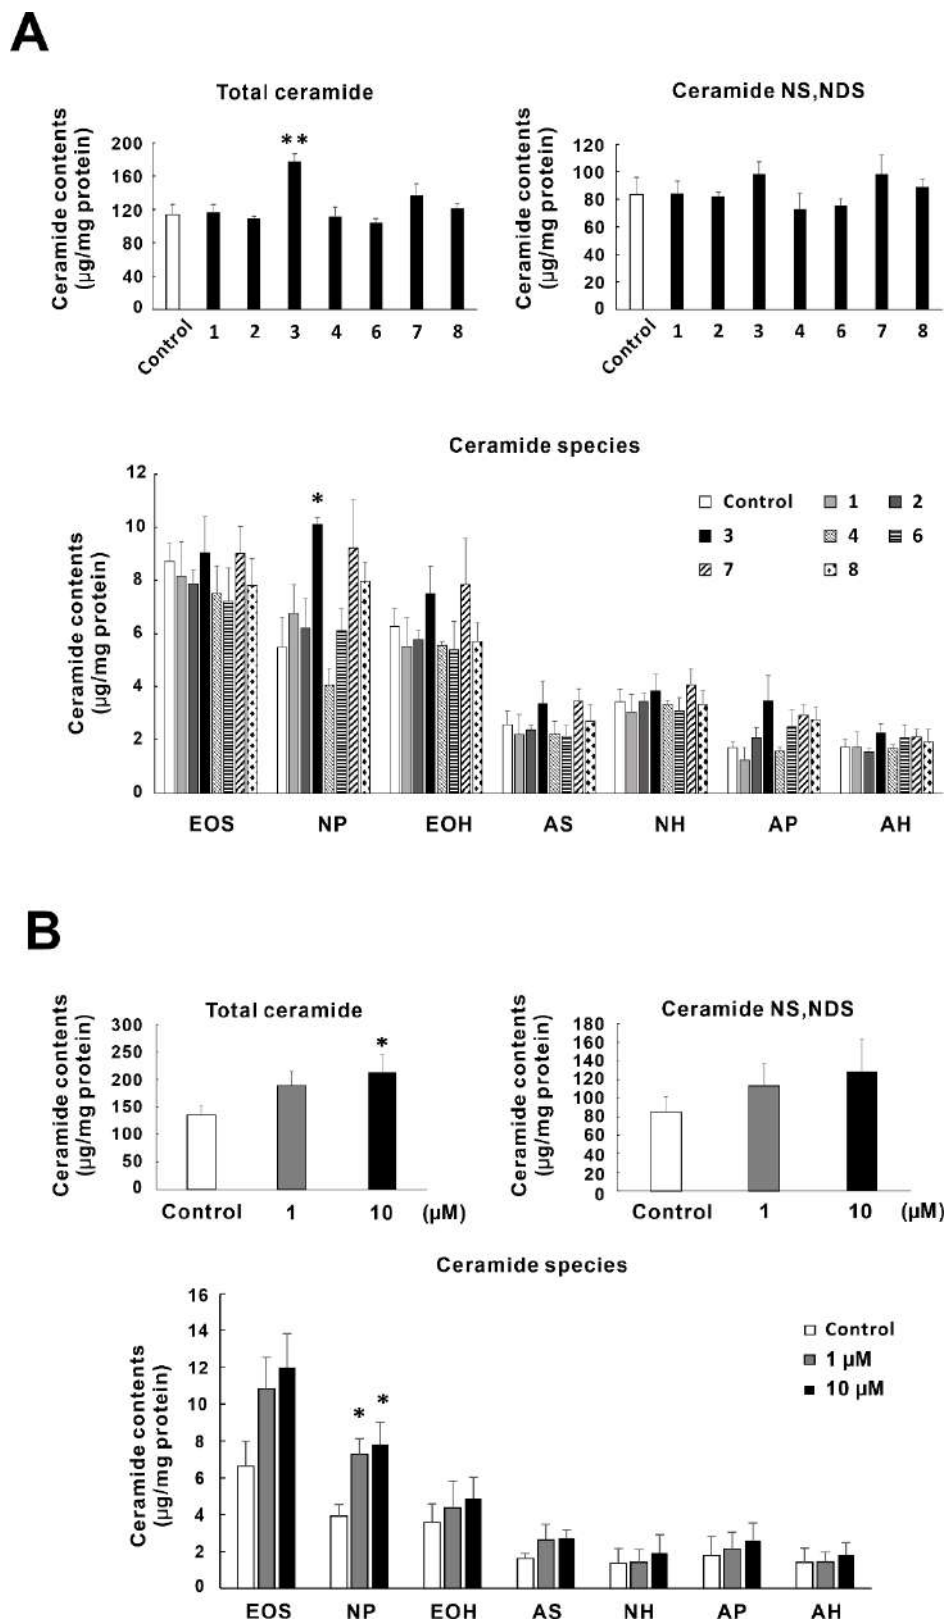 A
Total ceramide
Ceramide contents
(µg/mg protein)
200
160
120
80
40
0
**
Control 1 2 3 4 6 7 8
Ceramide NS,NDS
Ceramide contents
(µg/mg protein)
120
100
80
60
40
20
0
Control 1 2 3 4 6 7 8
Ceramide species
Ceramide contents
(µg/mg protein)
12
10
8
6
4
2
0
*
Control 1 2
3 4 6
7 8
EOS NP EOH AS NH AP AH
B
Total ceramide
Ceramide contents
(µg/mg protein)
300
250
200
150
100
50
0
*
Control 1 10 (µM)
Ceramide NS,NDS
Ceramide contents
(µg/mg protein)
180
160
140
120
100
80
60
40
20
0
Control 1 10 (µM)
Ceramide species
Ceramide contents
(µg/mg protein)
16
14
12
10
8
6
4
2
0
* *
Control
1 µM
10 µM
EOS NP EOH AS NH AP AH